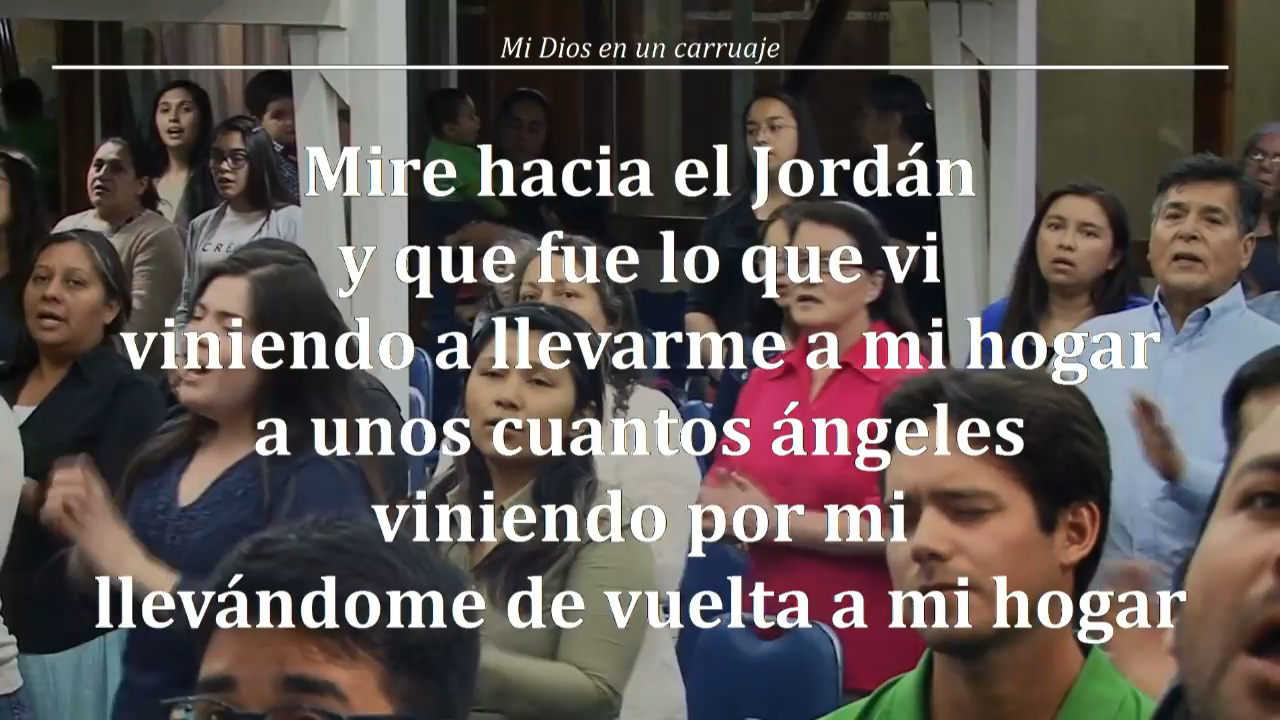 Mi Dios en un carruaje
Mire hacia el Jordán
y que fue lo que vi
viniendo a llevarme a mi hogar
a unos cuantos ángeles
viniendo por mi
llevándome de vuelta a mi hogar